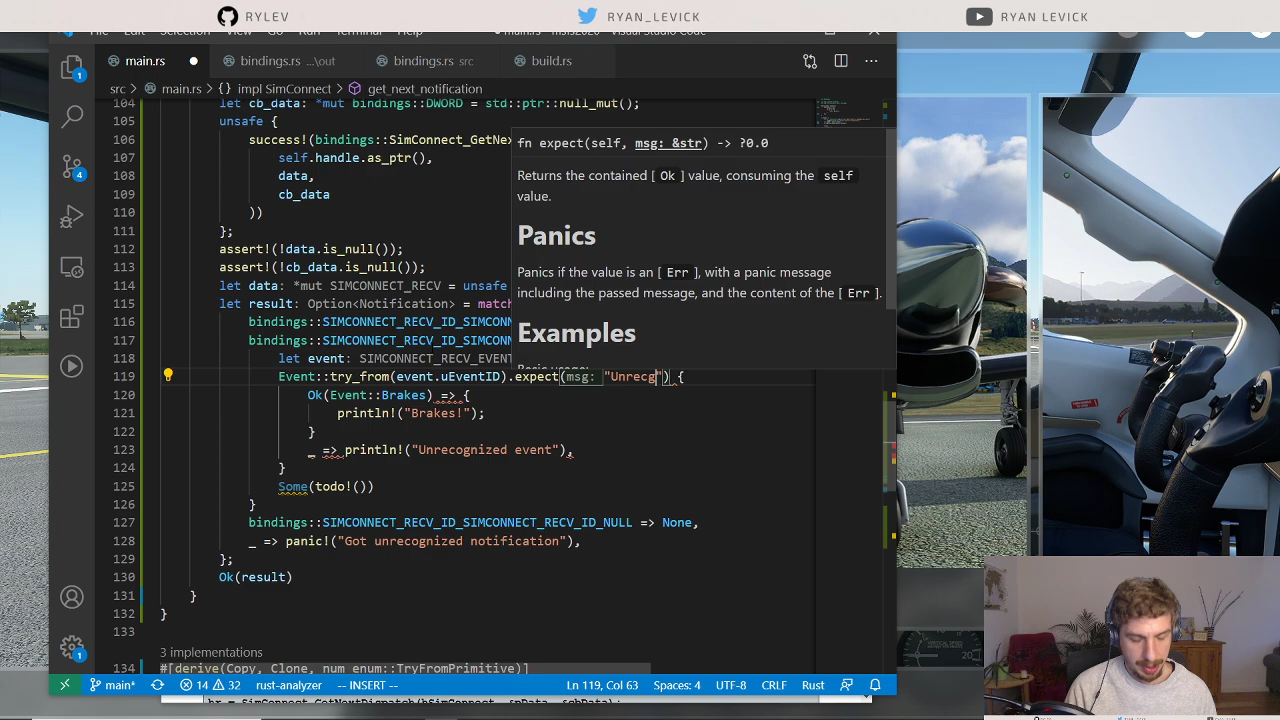 RYLEV
RYAN_LEVICK
RYAN LEVICK
main.rs
bindings.rs ...\out
bindings.rs src
build.rs
src > main.rs > {} impl SimConnect > get_next_notification
104 let cb_data: *mut bindings::DWORD = std::ptr::null_mut();
105 unsafe {
106 success!(bindings::SimConnect_GetNex
107 self.handle.as_ptr(),
108 data,
109 cb_data
110 ))
111 };
112 assert!(!data.is_null());
113 assert!(!cb_data.is_null());
114 let data: *mut SIMCONNECT_RECV = unsafe
115 let result: Option<Notification> = match
116 bindings::SIMCONNECT_RECV_ID_SIMCONN
117 bindings::SIMCONNECT_RECV_ID_SIMCONN
118 let event: SIMCONNECT_RECV_EVENT
119 Event::try_from(event.uEventID).expect(msg: "Unrecg") {
120 Ok(Event::Brakes) => {
121 println!("Brakes!");
122 }
123 _ => println!("Unrecognized event"),
124 }
125 Some(todo!())
126 }
127 bindings::SIMCONNECT_RECV_ID_SIMCONNECT_RECV_ID_NULL => None,
128 _ => panic!("Got unrecognized notification"),
129 };
130 Ok(result)
131 }
132 }
133
3 implementations
134 #[derive(Copy, Clone, num_enum::TryFromPrimitive)]
fn expect(self, msg: &str) -> ?0.0
Returns the contained [ Ok ] value, consuming the self
value.
Panics
Panics if the value is an [ Err ], with a panic message
including the passed message, and the content of the [ Err ].
Examples
Basic usage:
1
4
1
main*
14 32
rust-analyzer
-- INSERT --
Ln 119, Col 63
Spaces: 4
UTF-8
CRLF
Rust